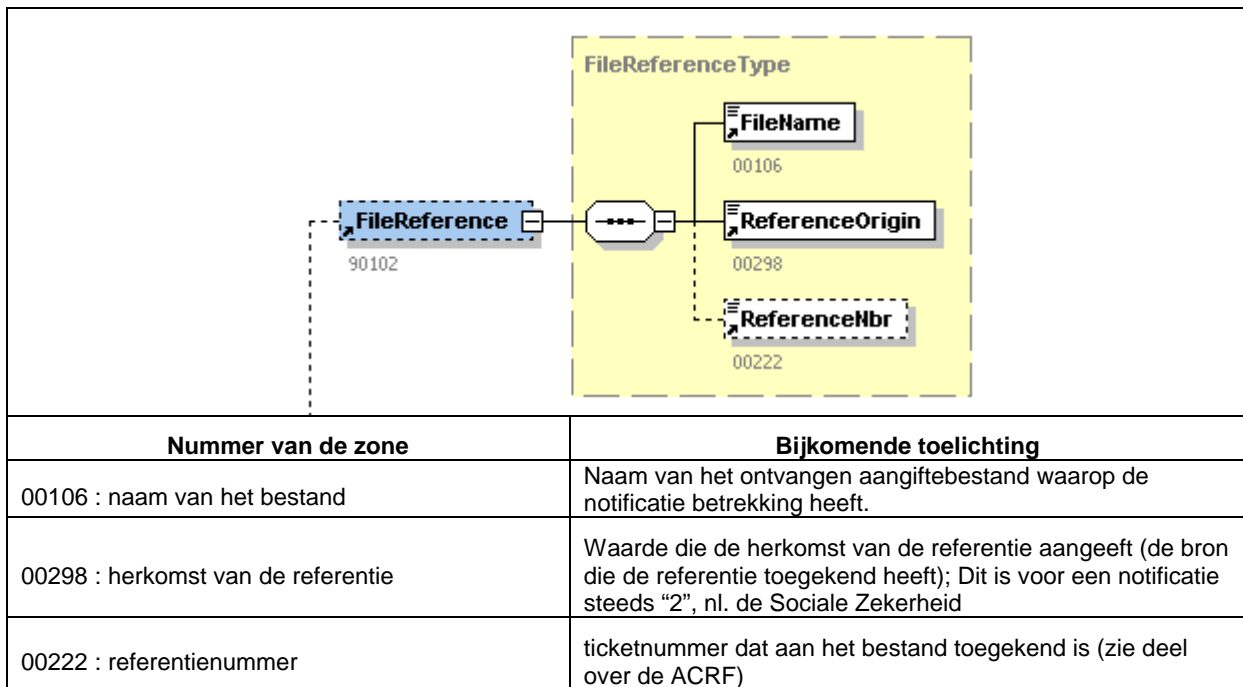 FileReferenceType
FileName
00106
FileReference
90102
ReferenceOrigin
00298
ReferenceNbr
00222
Nummer van de zone
Bijkomende toelichting
00106 : naam van het bestand
Naam van het ontvangen aangiftebestand waarop de
notificatie betrekking heeft.
00298 : herkomst van de referentie
Waarde die de herkomst van de referentie aangeeft (de bron
die de referentie toegekend heeft); Dit is voor een notificatie
steeds “2”, nl. de Sociale Zekerheid
00222 : referentienummer
ticketnummer dat aan het bestand toegekend is (zie deel
over de ACRF)